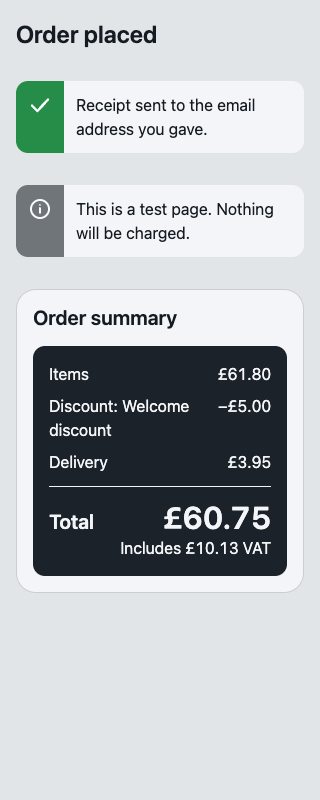 Order placed
Receipt sent to the email
address you gave.
This is a test page. Nothing
will be charged.
Order summary
Items £61.80
Discount: Welcome −£5.00
discount
Delivery £3.95
Total £60.75
Includes £10.13 VAT